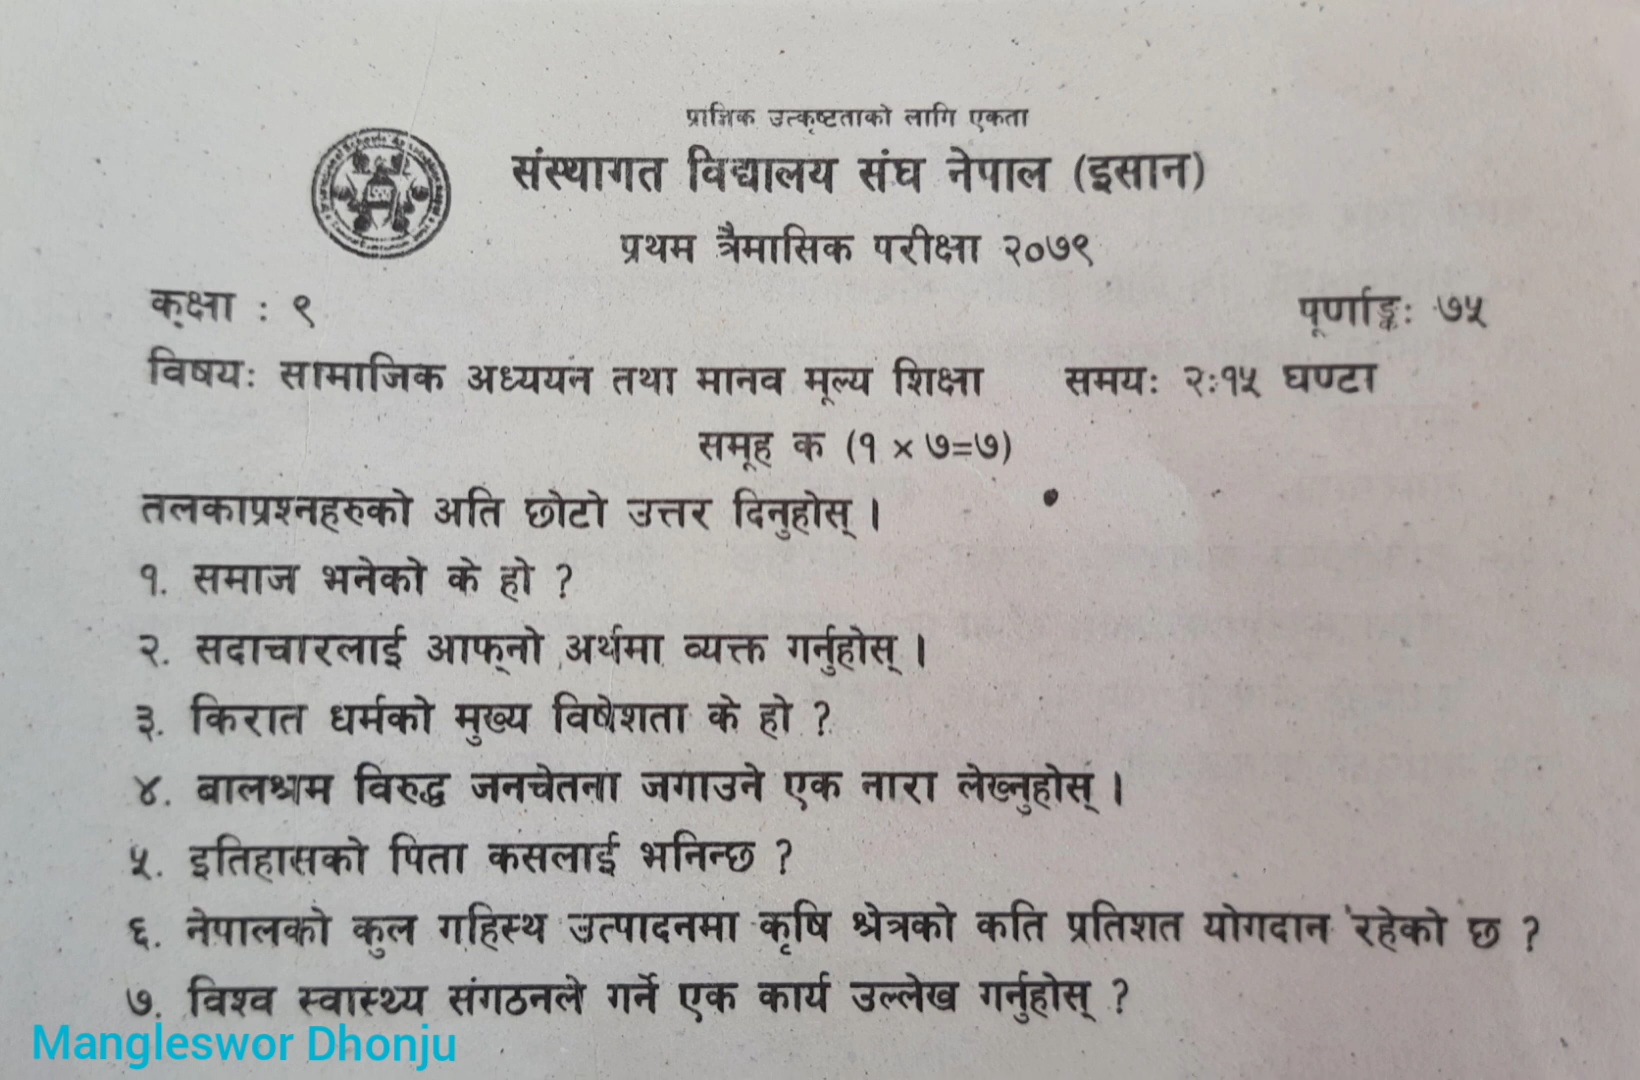 प्राज्ञिक उत्कृष्टताको लागि एकता
संस्थागत विद्यालय संघ नेपाल (इसान)
प्रथम त्रैमासिक परीक्षा २०७९
कक्षा : ९ पूर्णाङ्कः ७५
विषयः सामाजिक अध्ययन तथा मानव मूल्य शिक्षा समयः २:१५ घण्टा
समूह क (१ × ७=७)
तलकाप्रश्नहरुको अति छोटो उत्तर दिनुहोस् ।
१. समाज भनेको के हो ?
२. सदाचारलाई आफ्‌नो अर्थमा व्यक्त गर्नुहोस् ।
३. किरात धर्मको मुख्य विषेशता के हो ?
४. बालश्रम विरुद्ध जनचेतना जगाउने एक नारा लेख्नुहोस् ।
५. इतिहासको पिता कसलाई भनिन्छ ?
६. नेपालको कुल गहिस्थ उत्पादनमा कृषि श्रेत्रको कति प्रतिशत योगदान रहेको छ ?
७. विश्व स्वास्थ्य संगठनले गर्ने एक कार्य उल्लेख गर्नुहोस् ?
Mangleswor Dhonju